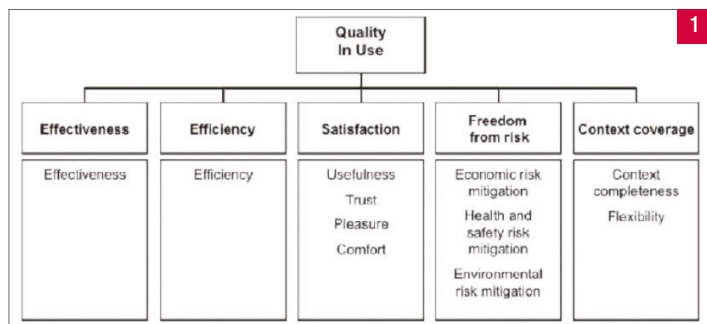 1
Quality
In Use
Effectiveness
Efficiency
Satisfaction
Freedom
from risk
Context coverage
Effectiveness
Efficiency
Usefulness
Trust
Pleasure
Comfort
Economic risk
mitigation
Health and
safety risk
mitigation
Environmental
risk mitigation
Context
completeness
Flexibility